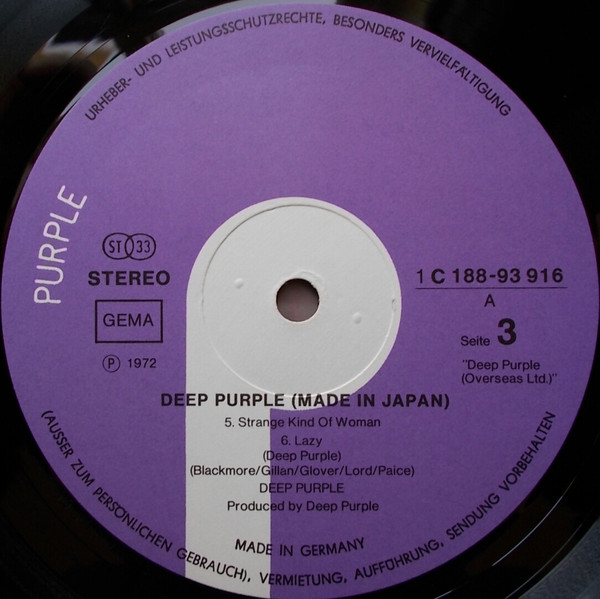 URHEBER- UND LEISTUNGSSCHUTZRECHTE, BESONDERS VERVIELFÄLTIGUNG
PURPLE
ST 33
STEREO
GEMA
Ⓟ 1972
1 C 188-93 916
A
Seite 3
"Deep Purple
(Overseas Ltd.)"
DEEP PURPLE (MADE IN JAPAN)
5. Strange Kind Of Woman
6. Lazy
(Deep Purple)
(Blackmore/Gillan/Glover/Lord/Paice)
DEEP PURPLE
Produced by Deep Purple
MADE IN GERMANY
(AUSSER ZUM PERSÖNLICHEN GEBRAUCH), VERMIETUNG, AUFFÜHRUNG, SENDUNG VORBEHALTEN